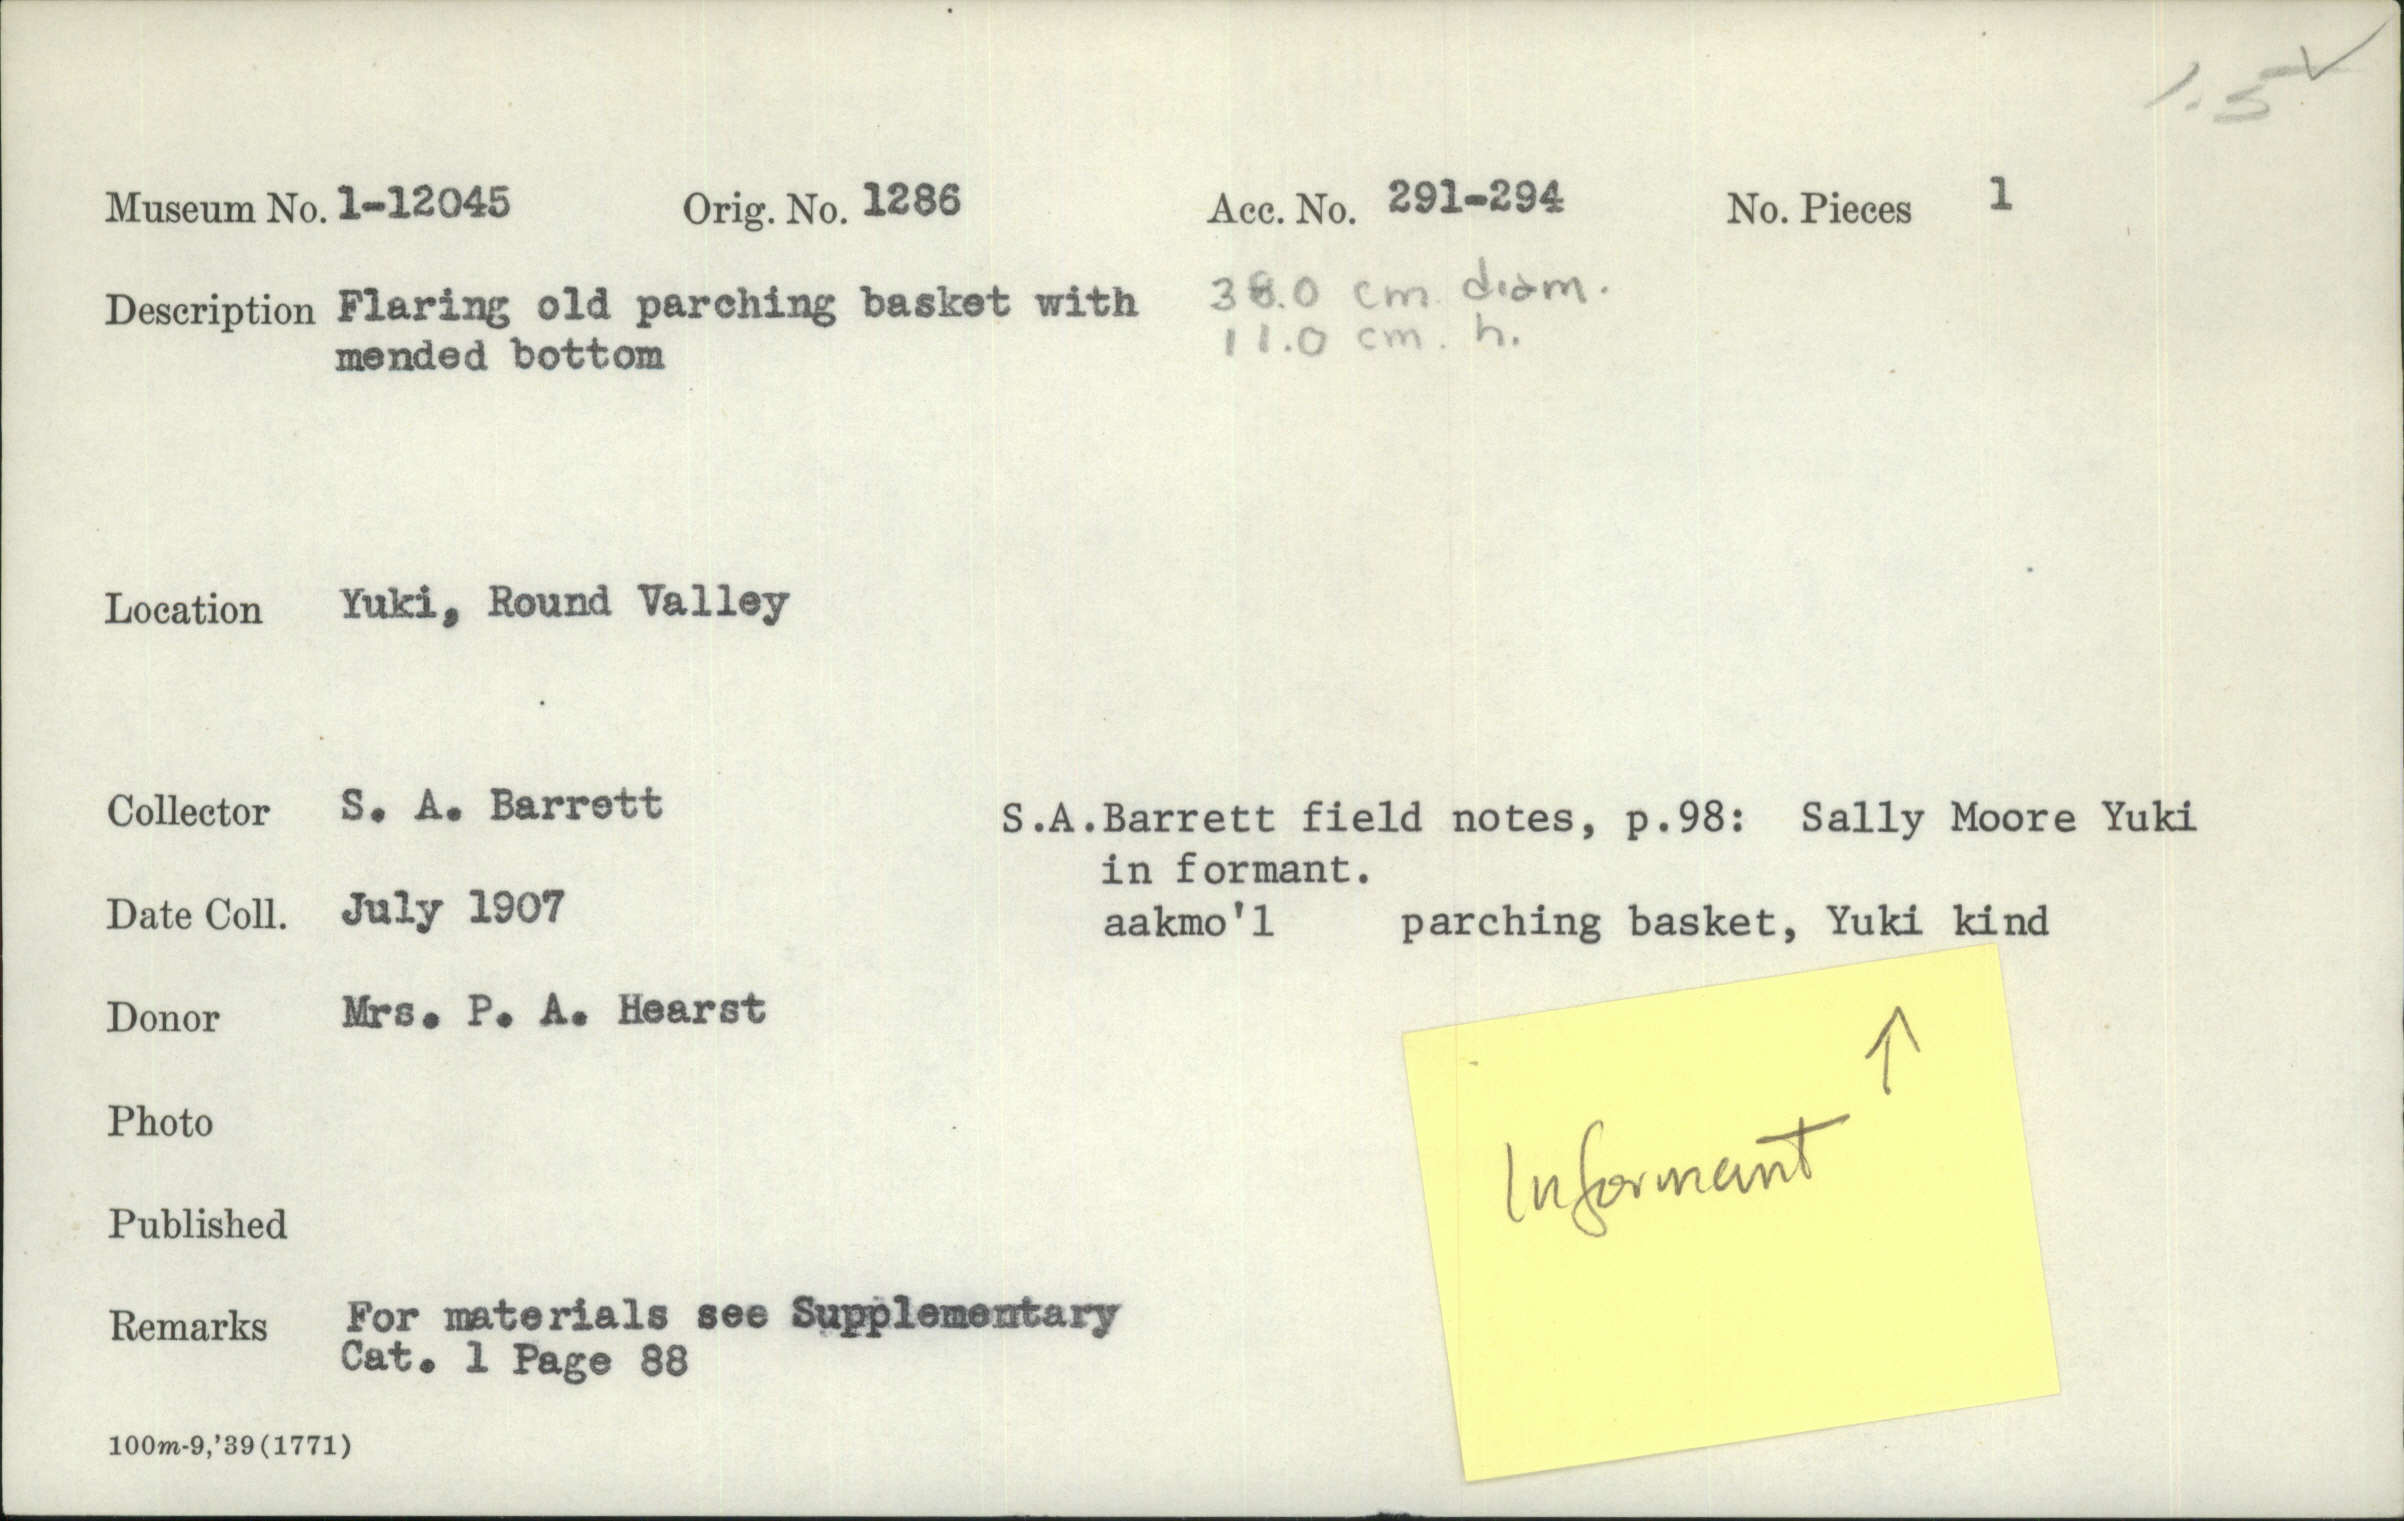 1.5
Museum No. 1-12045 Orig. No. 1286 Acc. No. 291-294 No. Pieces 1
Description Flaring old parching basket with 38.0 cm. diam.
mended bottom 11.0 cm. h.
Location Yuki, Round Valley
Collector S. A. Barrett S.A.Barrett field notes, p.98: Sally Moore Yuki
in formant.
Date Coll. July 1907 aakmo'l parching basket, Yuki kind
Donor Mrs. P. A. Hearst
↑
Photo
Informant
Published
Remarks For materials see Supplementary
Cat. 1 Page 88
100m-9,'39(1771)